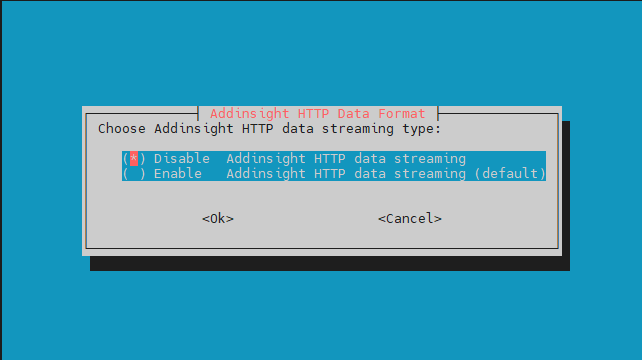 Addinsight HTTP Data Format
Choose Addinsight HTTP data streaming type:
(*) Disable  Addinsight HTTP data streaming
( ) Enable   Addinsight HTTP data streaming (default)
<Ok> <Cancel>